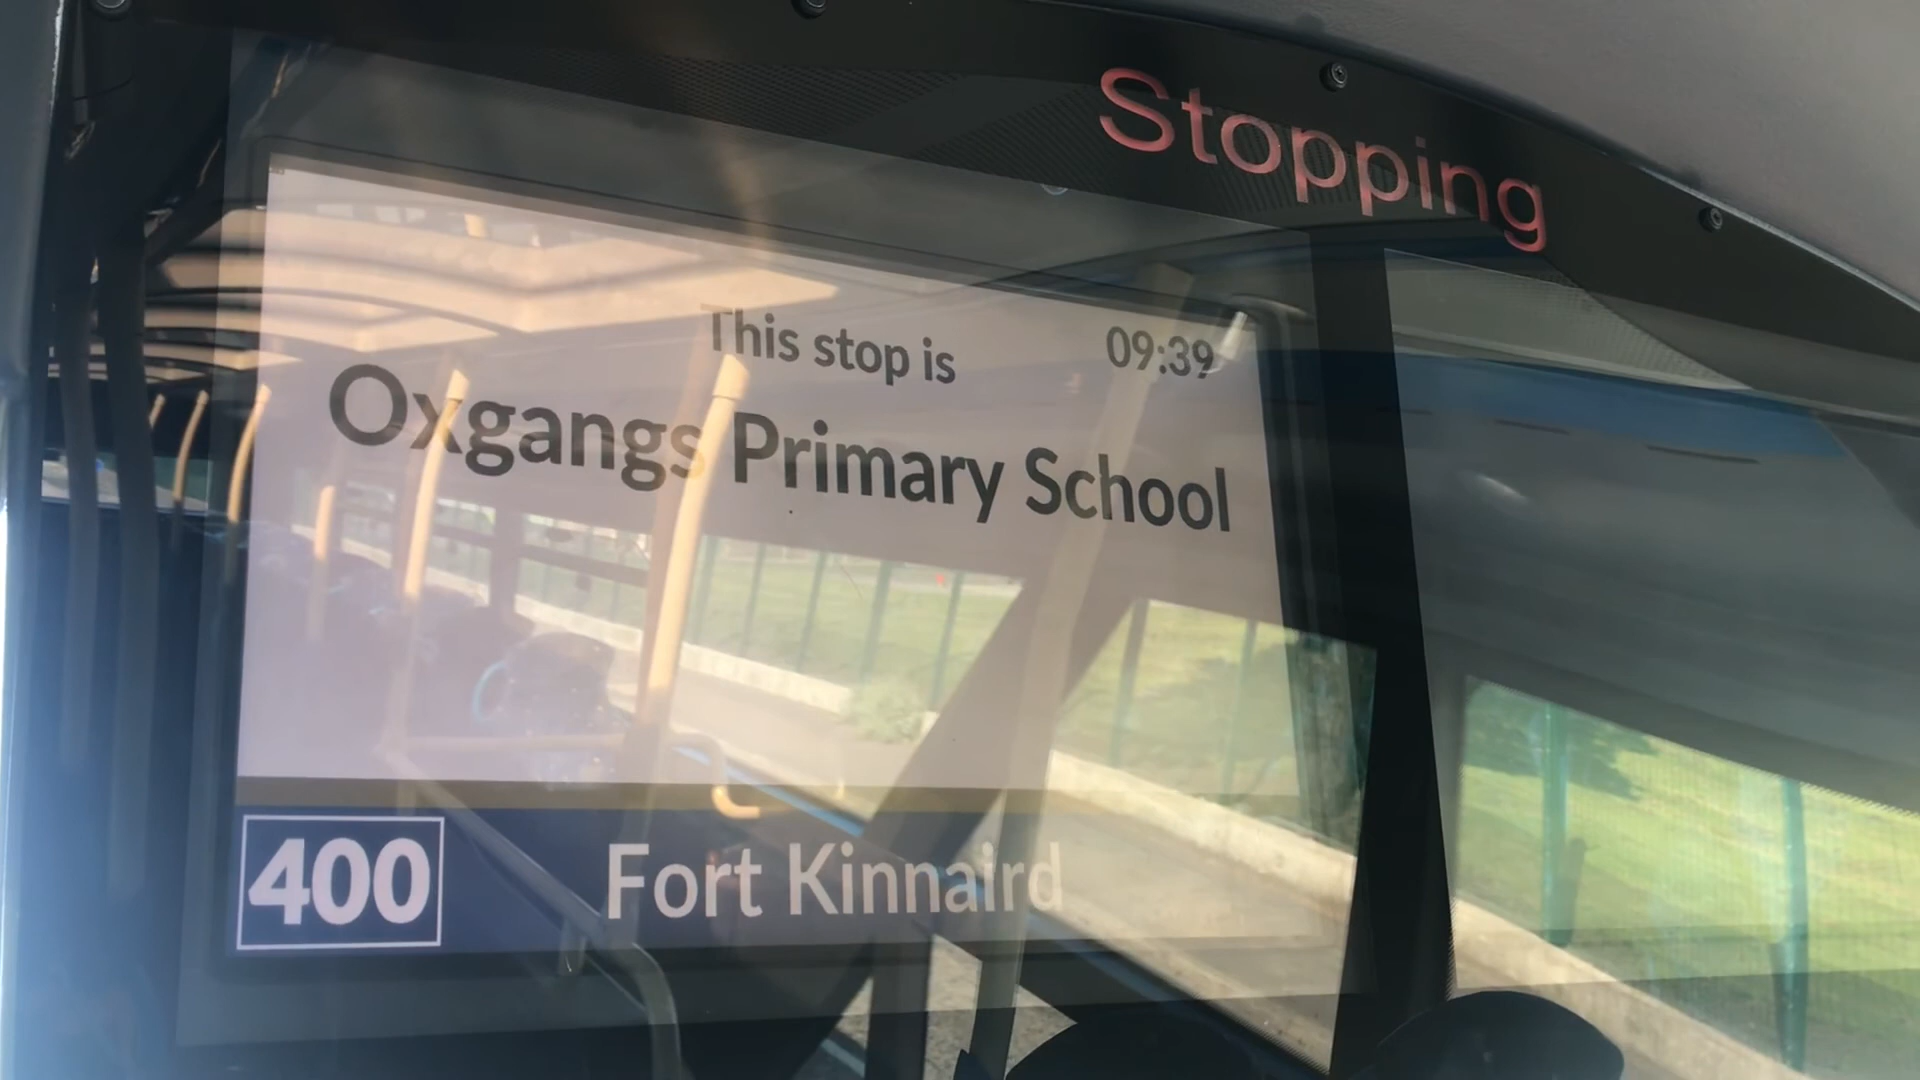 Stopping
This stop is
09:39
Oxgangs Primary School
400
Fort Kinnaird